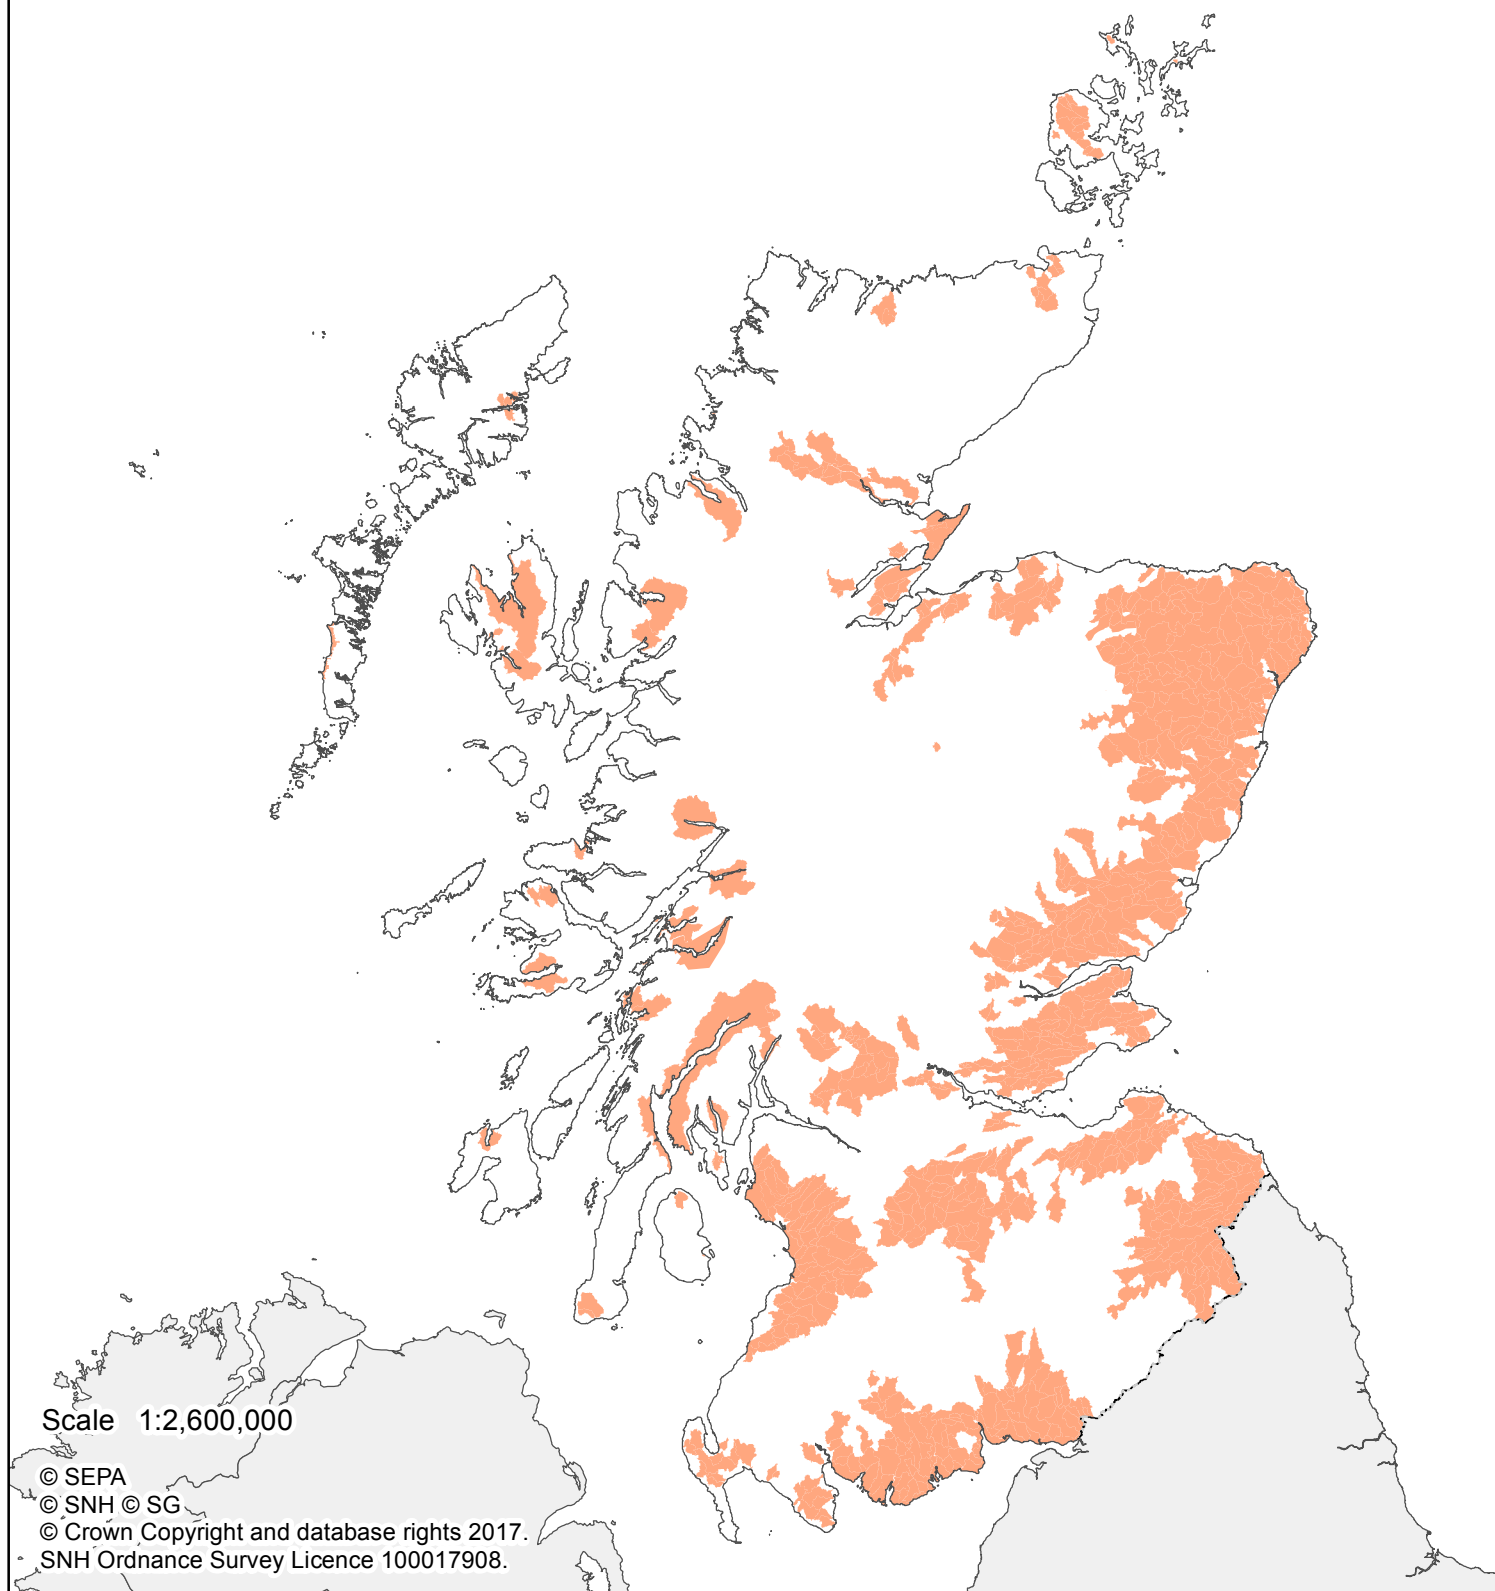 Scale 1:2,600,000
© SEPA
© SNH © SG
© Crown Copyright and database rights 2017.
SNH Ordnance Survey Licence 100017908.